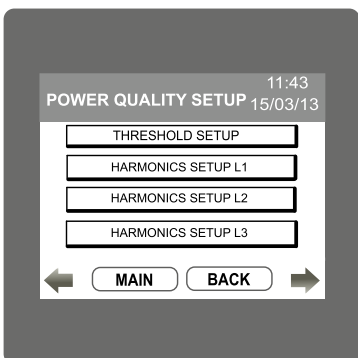 11:43
POWER QUALITY SETUP 15/03/13
THRESHOLD SETUP
HARMONICS SETUP L1
HARMONICS SETUP L2
HARMONICS SETUP L3
MAIN BACK